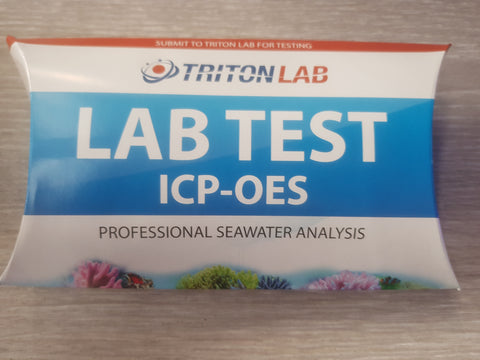 SUBMIT TO TRITON LAB FOR TESTING
TRITON LAB
LAB TEST
ICP-OES
PROFESSIONAL SEAWATER ANALYSIS